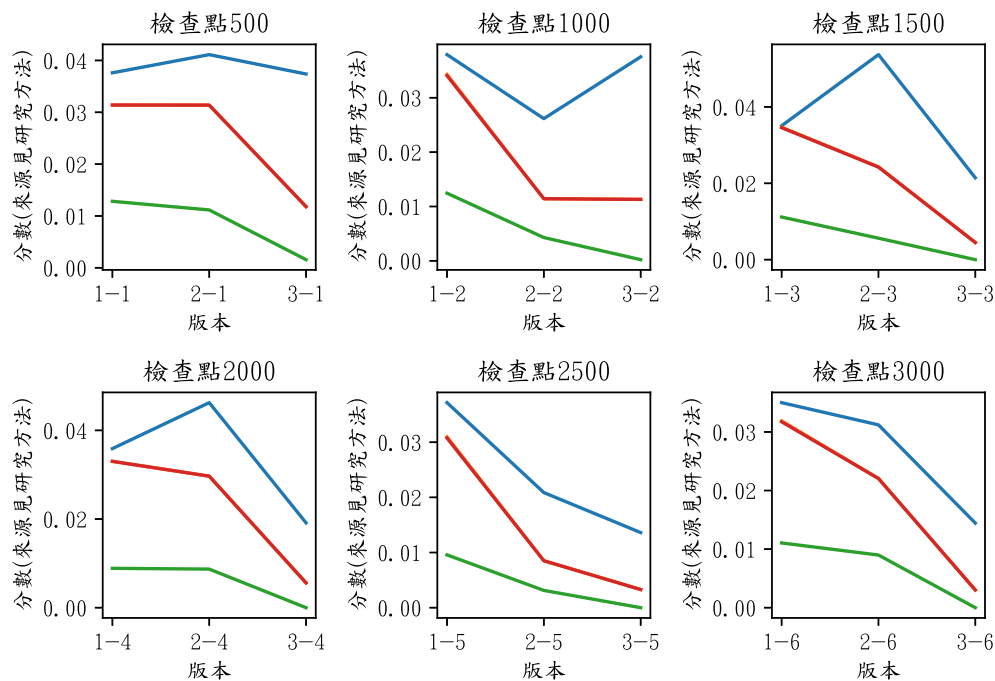 檢查點500
分數(來源見研究方法)
0.04
0.03
0.02
0.01
0.00
1-1 2-1 3-1
版本
檢查點1000
分數(來源見研究方法)
0.03
0.02
0.01
0.00
1-2 2-2 3-2
版本
檢查點1500
分數(來源見研究方法)
0.04
0.02
0.00
1-3 2-3 3-3
版本
檢查點2000
分數(來源見研究方法)
0.04
0.02
0.00
1-4 2-4 3-4
版本
檢查點2500
分數(來源見研究方法)
0.03
0.02
0.01
0.00
1-5 2-5 3-5
版本
檢查點3000
分數(來源見研究方法)
0.03
0.02
0.01
0.00
1-6 2-6 3-6
版本